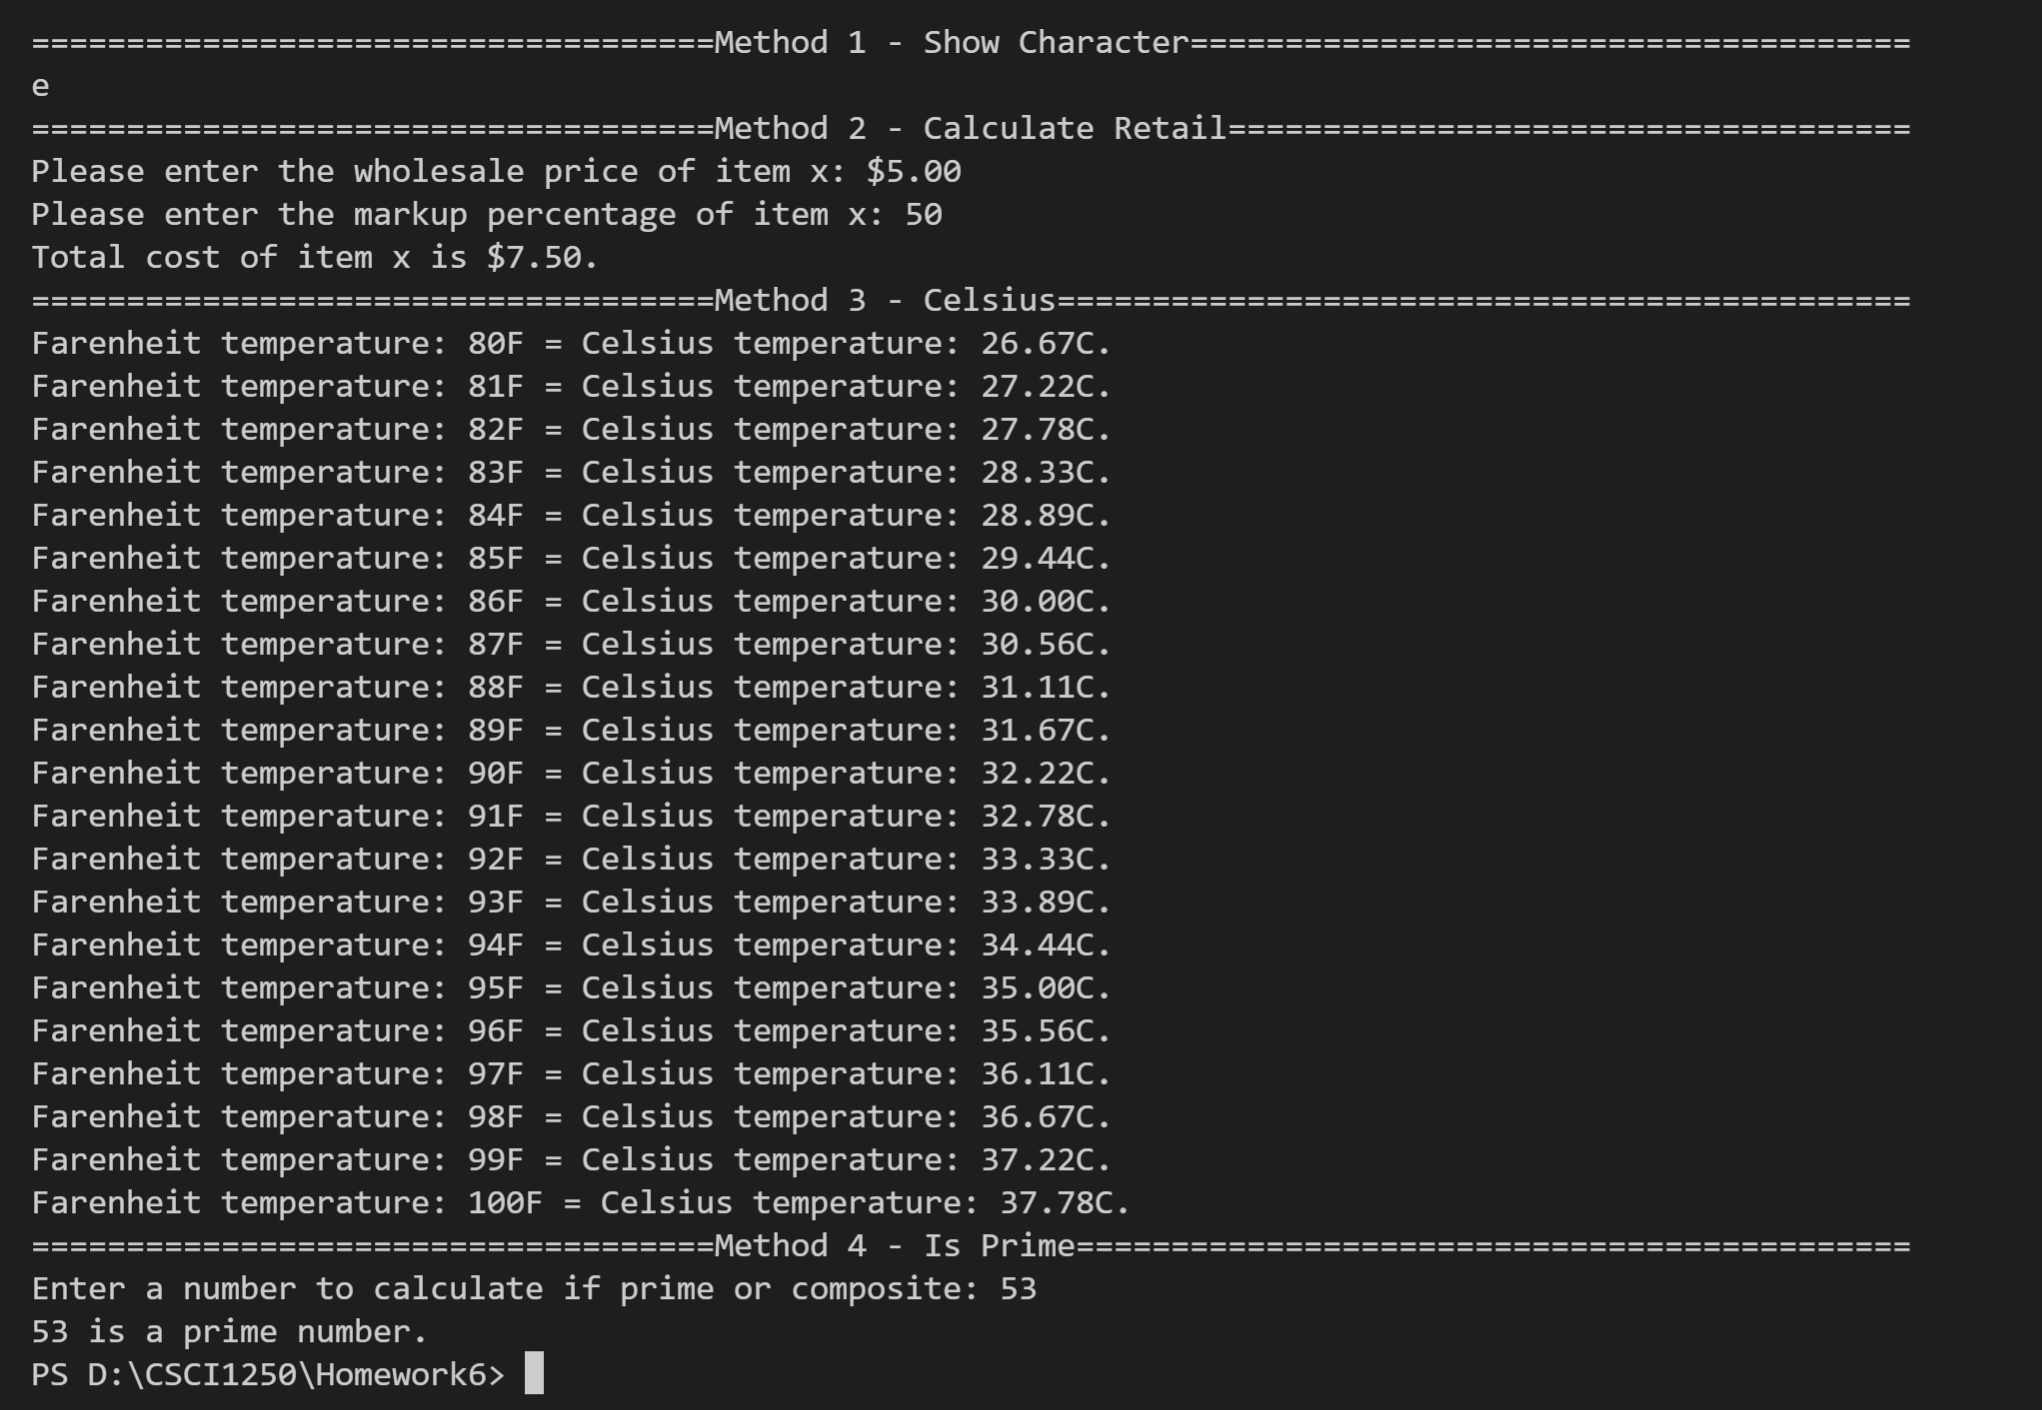 ====================================Method 1 - Show Character======================================
e
====================================Method 2 - Calculate Retail====================================
Please enter the wholesale price of item x: $5.00
Please enter the markup percentage of item x: 50
Total cost of item x is $7.50.
====================================Method 3 - Celsius=============================================
Farenheit temperature: 80F = Celsius temperature: 26.67C.
Farenheit temperature: 81F = Celsius temperature: 27.22C.
Farenheit temperature: 82F = Celsius temperature: 27.78C.
Farenheit temperature: 83F = Celsius temperature: 28.33C.
Farenheit temperature: 84F = Celsius temperature: 28.89C.
Farenheit temperature: 85F = Celsius temperature: 29.44C.
Farenheit temperature: 86F = Celsius temperature: 30.00C.
Farenheit temperature: 87F = Celsius temperature: 30.56C.
Farenheit temperature: 88F = Celsius temperature: 31.11C.
Farenheit temperature: 89F = Celsius temperature: 31.67C.
Farenheit temperature: 90F = Celsius temperature: 32.22C.
Farenheit temperature: 91F = Celsius temperature: 32.78C.
Farenheit temperature: 92F = Celsius temperature: 33.33C.
Farenheit temperature: 93F = Celsius temperature: 33.89C.
Farenheit temperature: 94F = Celsius temperature: 34.44C.
Farenheit temperature: 95F = Celsius temperature: 35.00C.
Farenheit temperature: 96F = Celsius temperature: 35.56C.
Farenheit temperature: 97F = Celsius temperature: 36.11C.
Farenheit temperature: 98F = Celsius temperature: 36.67C.
Farenheit temperature: 99F = Celsius temperature: 37.22C.
Farenheit temperature: 100F = Celsius temperature: 37.78C.
====================================Method 4 - Is Prime============================================
Enter a number to calculate if prime or composite: 53
53 is a prime number.
PS D:\CSCI1250\Homework6>